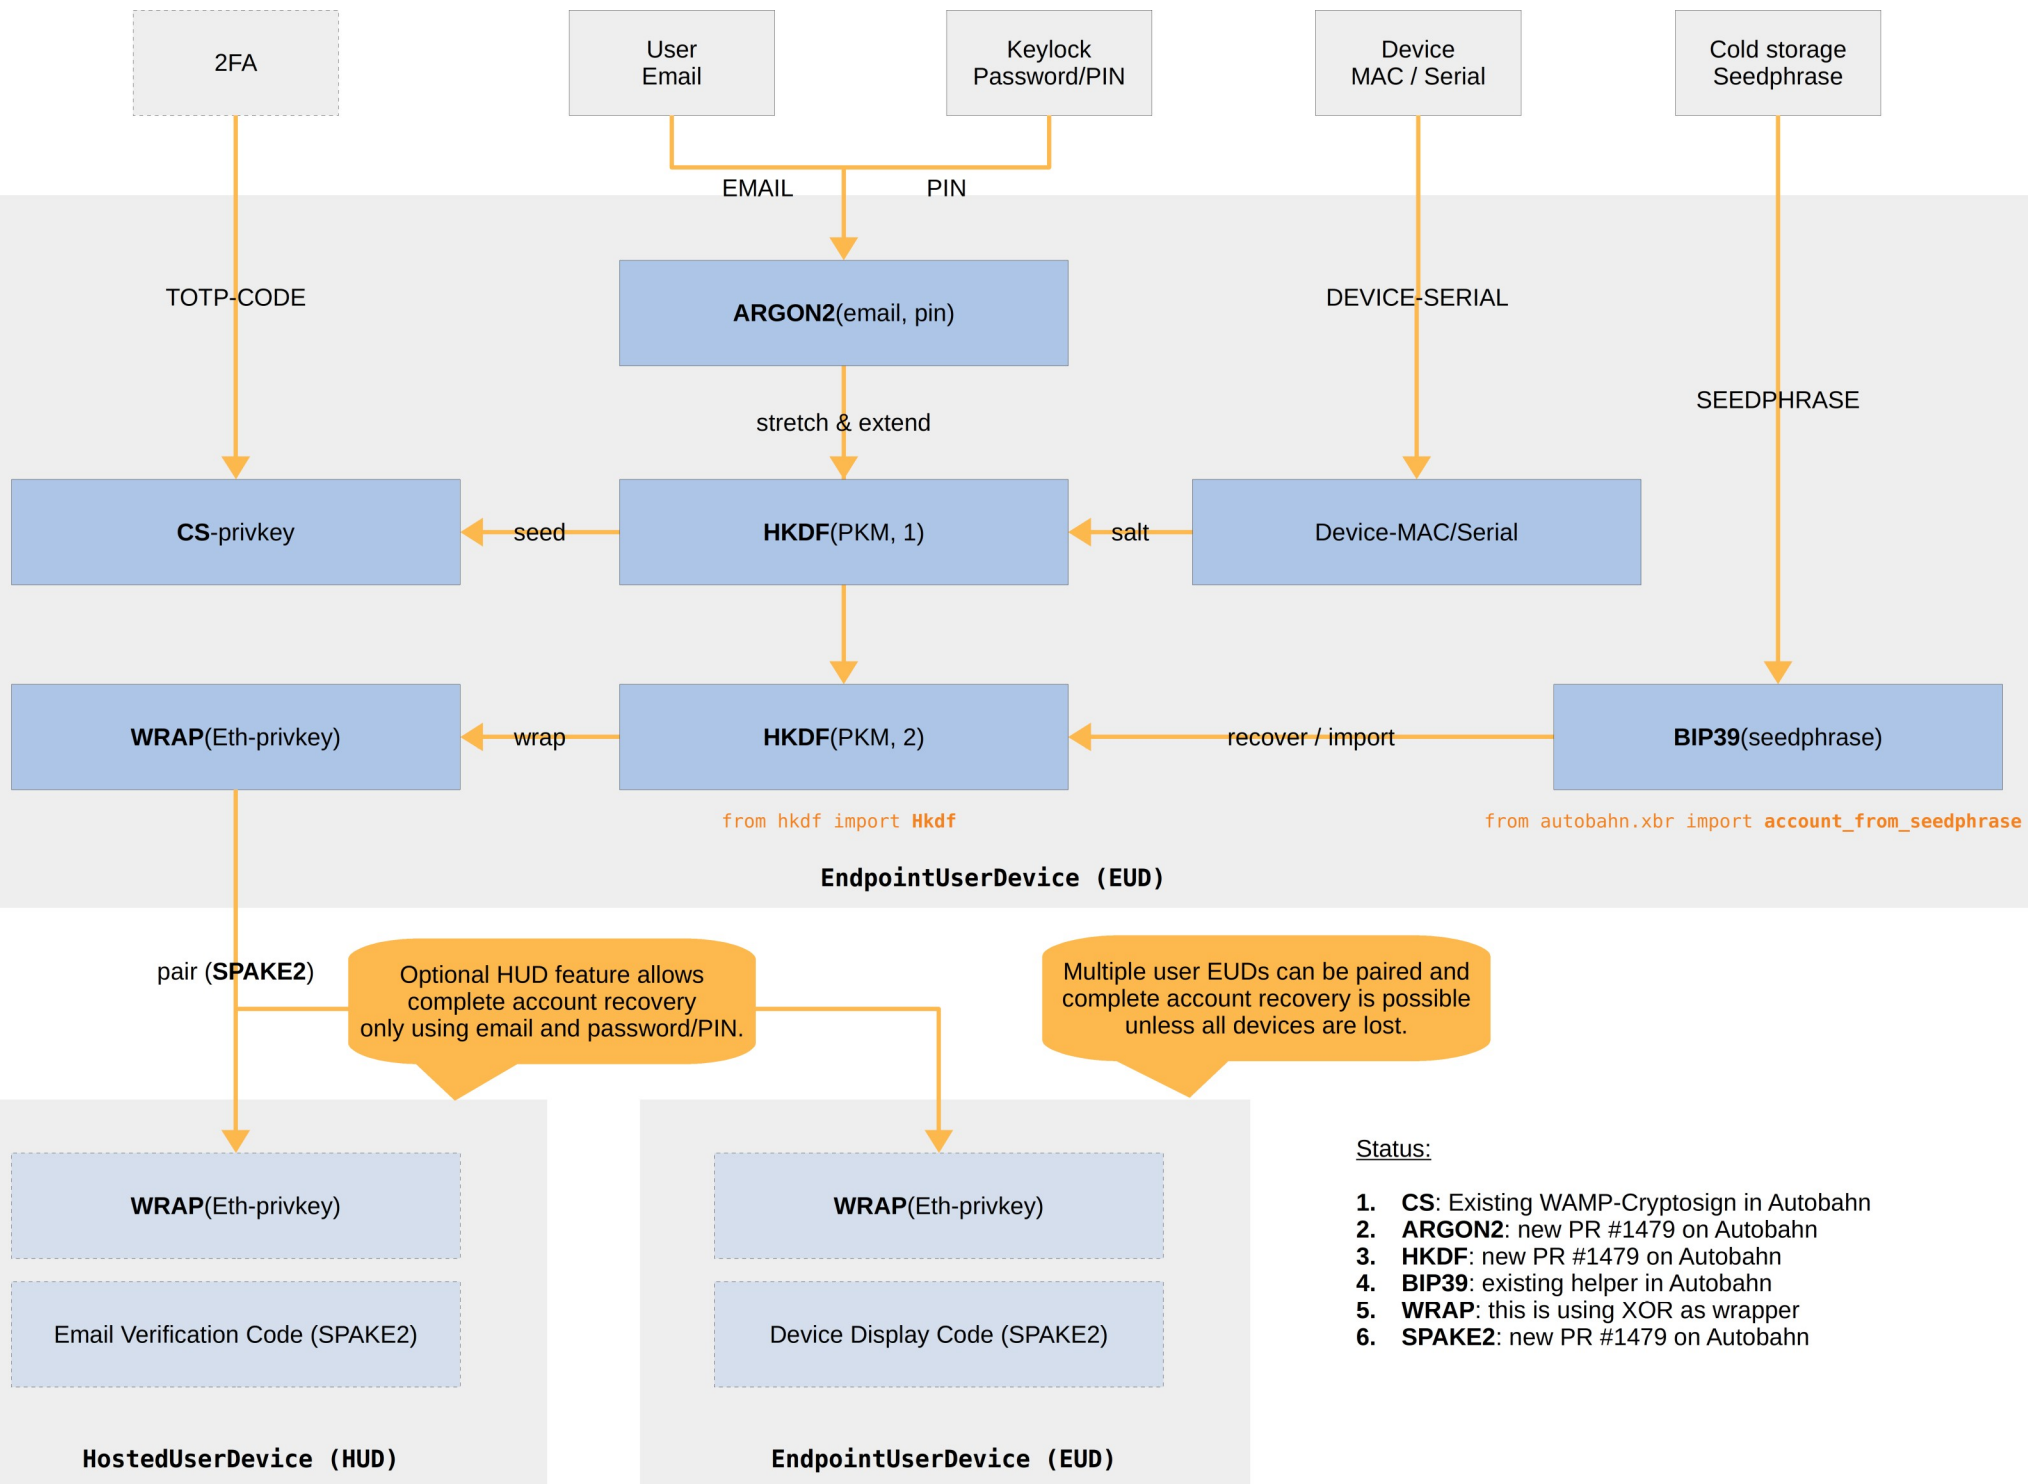 2FA
User
Email
Keylock
Password/PIN
Device
MAC / Serial
Cold storage
Seedphrase
EMAIL
PIN
TOTP-CODE
ARGON2(email, pin)
DEVICE-SERIAL
SEEDPHRASE
stretch & extend
CS-privkey
seed
HKDF(PKM, 1)
salt
Device-MAC/Serial
WRAP(Eth-privkey)
wrap
HKDF(PKM, 2)
recover / import
BIP39(seedphrase)
from hkdf import Hkdf
from autobahn.xbr import account_from_seedphrase
EndpointUserDevice (EUD)
pair (SPAKE2)
Optional HUD feature allows
complete account recovery
only using email and password/PIN.
Multiple user EUDs can be paired and
complete account recovery is possible
unless all devices are lost.
WRAP(Eth-privkey)
Email Verification Code (SPAKE2)
HostedUserDevice (HUD)
WRAP(Eth-privkey)
Device Display Code (SPAKE2)
EndpointUserDevice (EUD)
Status:
1. CS: Existing WAMP-Cryptosign in Autobahn
2. ARGON2: new PR #1479 on Autobahn
3. HKDF: new PR #1479 on Autobahn
4. BIP39: existing helper in Autobahn
5. WRAP: this is using XOR as wrapper
6. SPAKE2: new PR #1479 on Autobahn